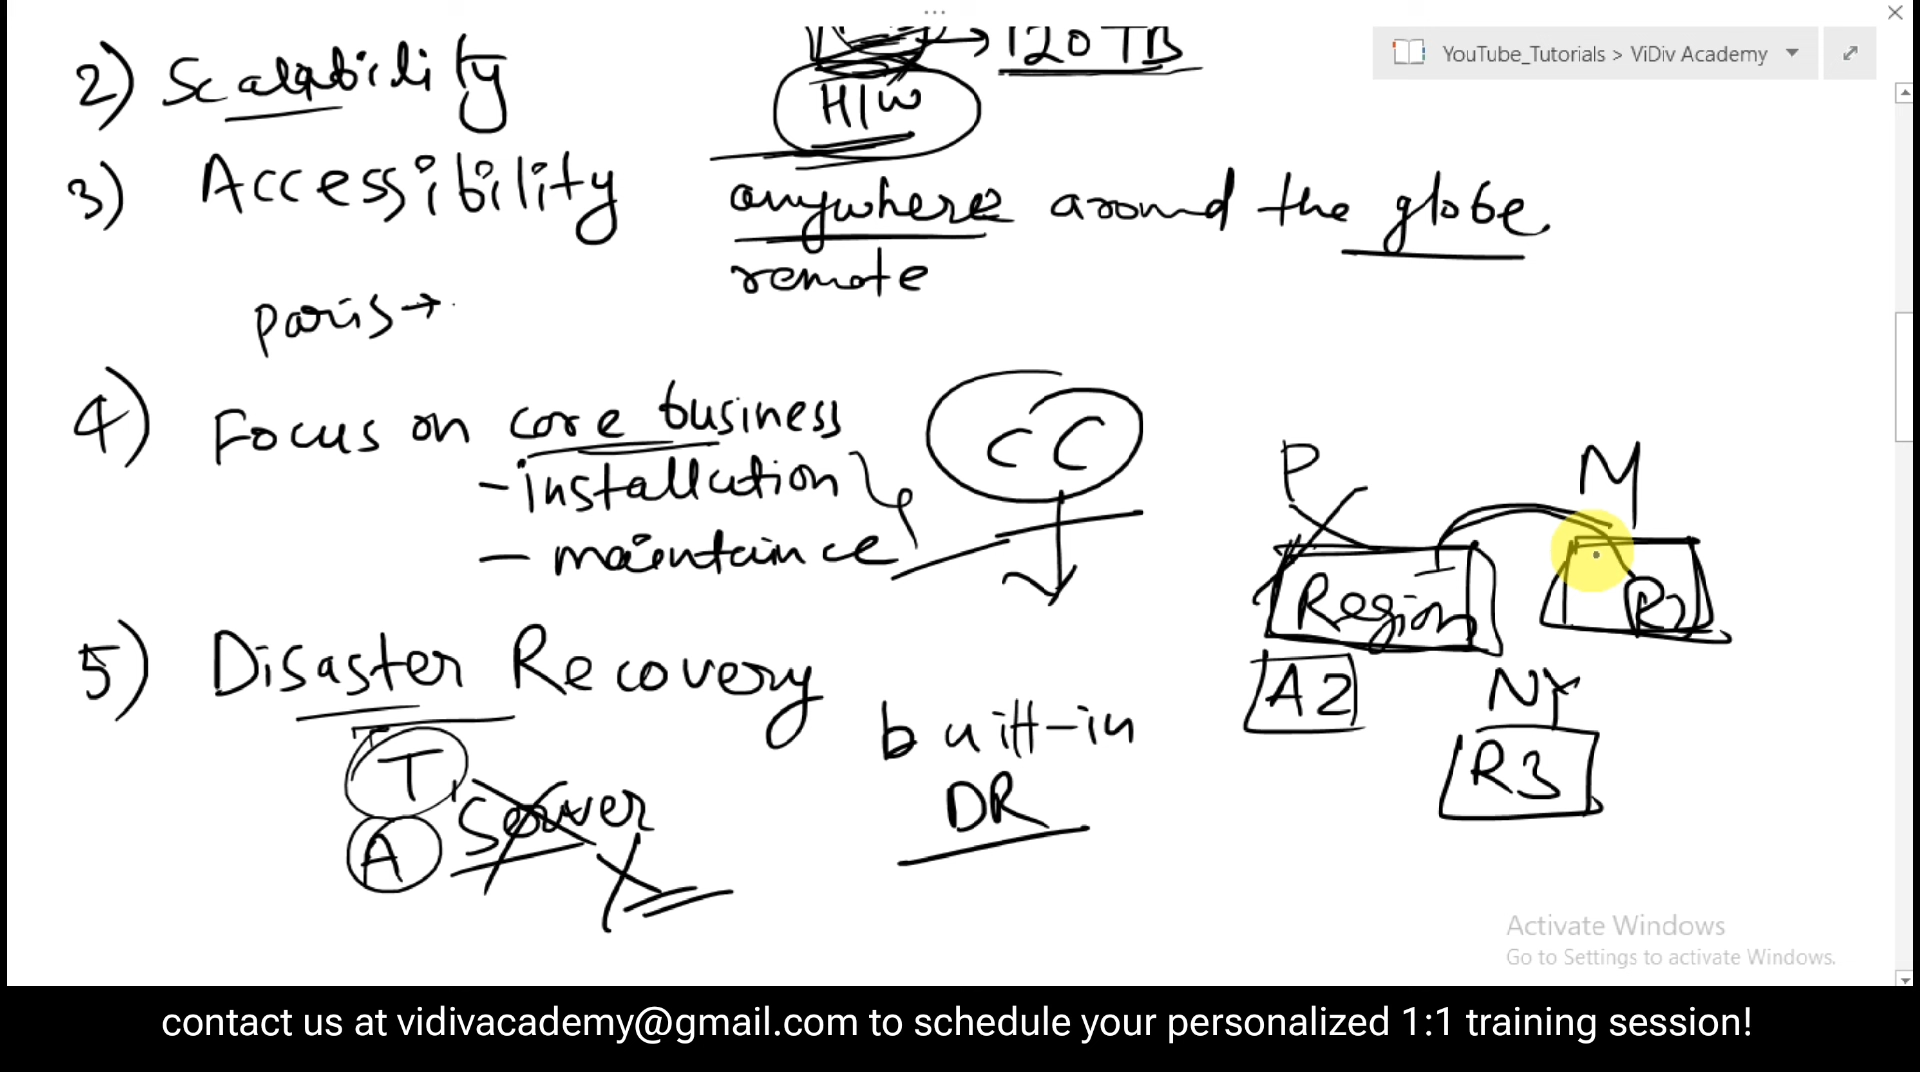 YouTube_Tutorials > ViDiv Academy
120 TB
2) Scalability
H/W
3) Accessibility anywhere around the globe
remote
paris →
4) Focus on core business
- installation
- maintaince
CC
P
M
Region
R2
A2
NY
R3
5) Disaster Recovery
built-in
DR
T
A
Server
Activate Windows
Go to Settings to activate Windows.
contact us at vidivacademy@gmail.com to schedule your personalized 1:1 training session!